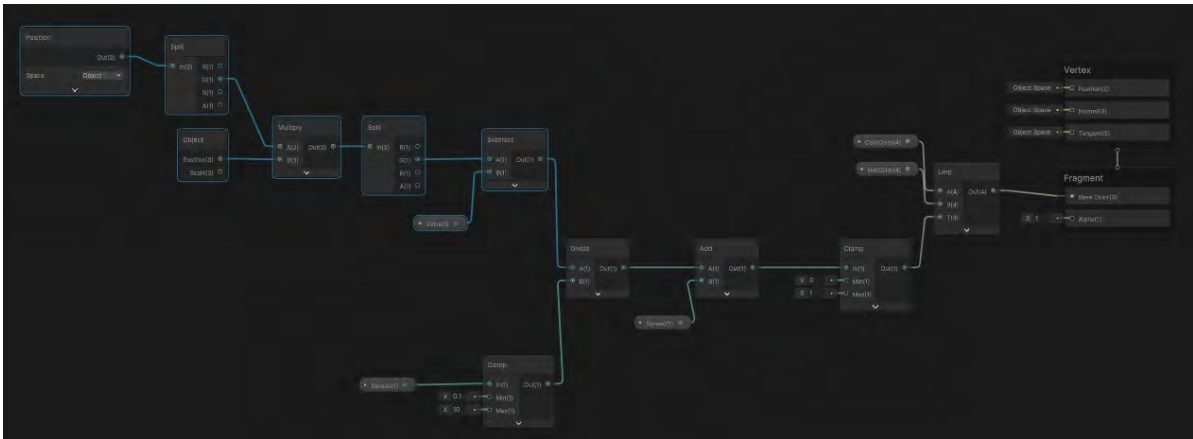 Position
Out(3)
Space Object
Split
In(3) R(1)
G(1)
B(1)
A(1)
Object
Position(3)
Scale(3)
Multiply
A(3) Out(3)
B(3)
Split
In(3) R(1)
G(1)
B(1)
A(1)
Subtract
A(1) Out(1)
B(1)
Value(1)
Divide
A(1) Out(1)
B(1)
Spread(1)
Clamp
In(1) Out(1)
X 0.1 Min(1)
X 10 Max(1)
Add
A(1) Out(1)
B(1)
Spread(1)
Clamp
In(1) Out(1)
X 0 Min(1)
X 1 Max(1)
ColdColor(4)
HotColor(4)
Lerp
A(4) Out(4)
B(4)
T(4)
Vertex
Object Space Position(3)
Object Space Normal(3)
Object Space Tangent(3)
Fragment
Base Color(3)
X 1 Alpha(1)